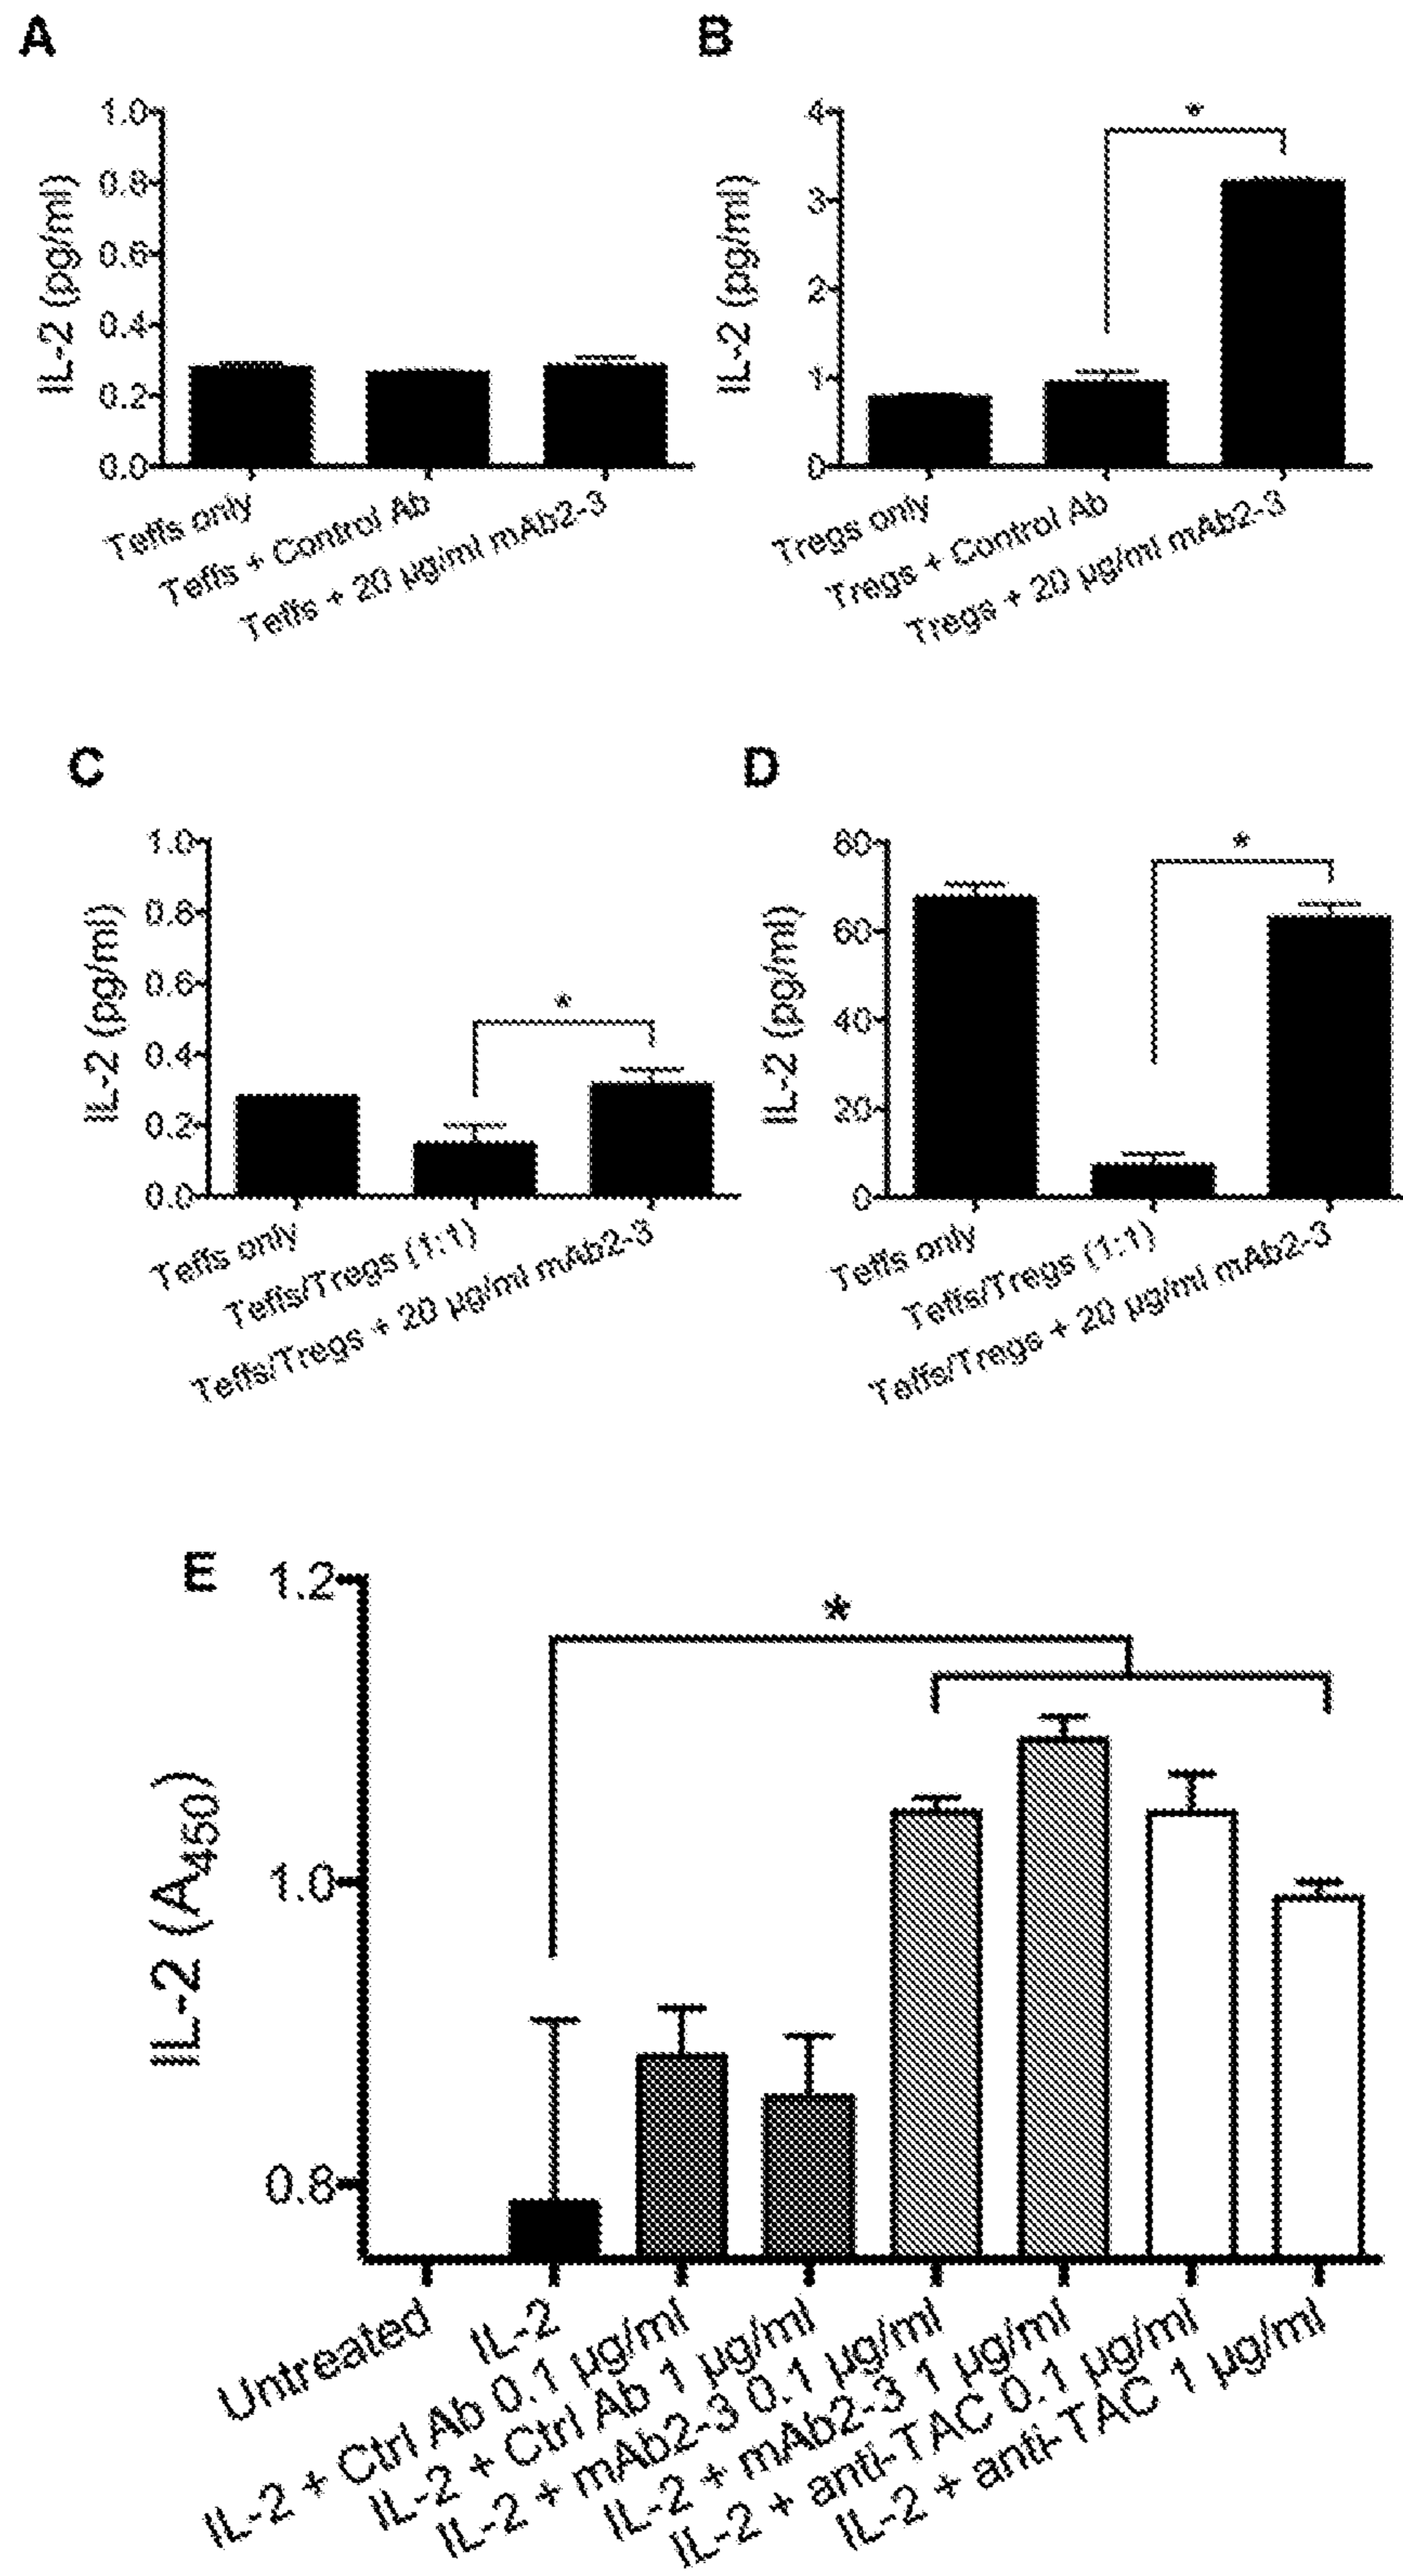 A
IL-2 (pg/ml)
1.0
0.8
0.6
0.4
0.2
0.0
Teffs only
Teffs + Control Ab
Teffs + 20 µg/ml mAb2-3
B
IL-2 (pg/ml)
4
3
2
1
0
*
Tregs only
Tregs + Control Ab
Tregs + 20 µg/ml mAb2-3
C
IL-2 (pg/ml)
1.0
0.8
0.6
0.4
0.2
0.0
*
Teffs only
Teffs/Tregs (1:1)
Teffs/Tregs + 20 µg/ml mAb2-3
D
IL-2 (pg/ml)
80
60
40
20
0
*
Teffs only
Teffs/Tregs (1:1)
Teffs/Tregs + 20 µg/ml mAb2-3
E
IL-2 (A450)
1.2
1.0
0.8
*
Untreated
IL-2
IL-2 + Ctrl Ab 0.1 µg/ml
IL-2 + Ctrl Ab 1 µg/ml
IL-2 + mAb2-3 0.1 µg/ml
IL-2 + mAb2-3 1 µg/ml
IL-2 + anti-TAC 0.1 µg/ml
IL-2 + anti-TAC 1 µg/ml